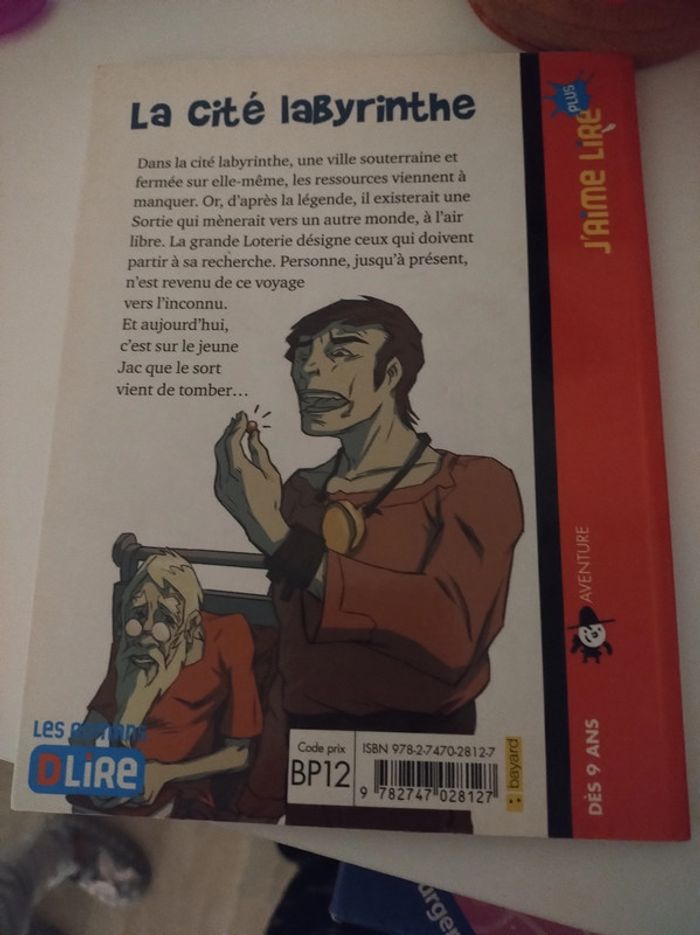 La cité labyrinthe
Dans la cité labyrinthe, une ville souterraine et
fermée sur elle-même, les ressources viennent à
manquer. Or, d'après la légende, il existerait une
Sortie qui mènerait vers un autre monde, à l'air
libre. La grande Loterie désigne ceux qui doivent
partir à sa recherche. Personne, jusqu'à présent,
n'est revenu de ce voyage
vers l'inconnu.
Et aujourd'hui,
c'est sur le jeune
Jac que le sort
vient de tomber…
LES ROMANS
DLiRE
Code prix
BP12
ISBN 978-2-7470-2812-7
9 782747 028127
bayard
J'AIME LIRE
PLUS
AVENTURE
DÈS 9 ANS